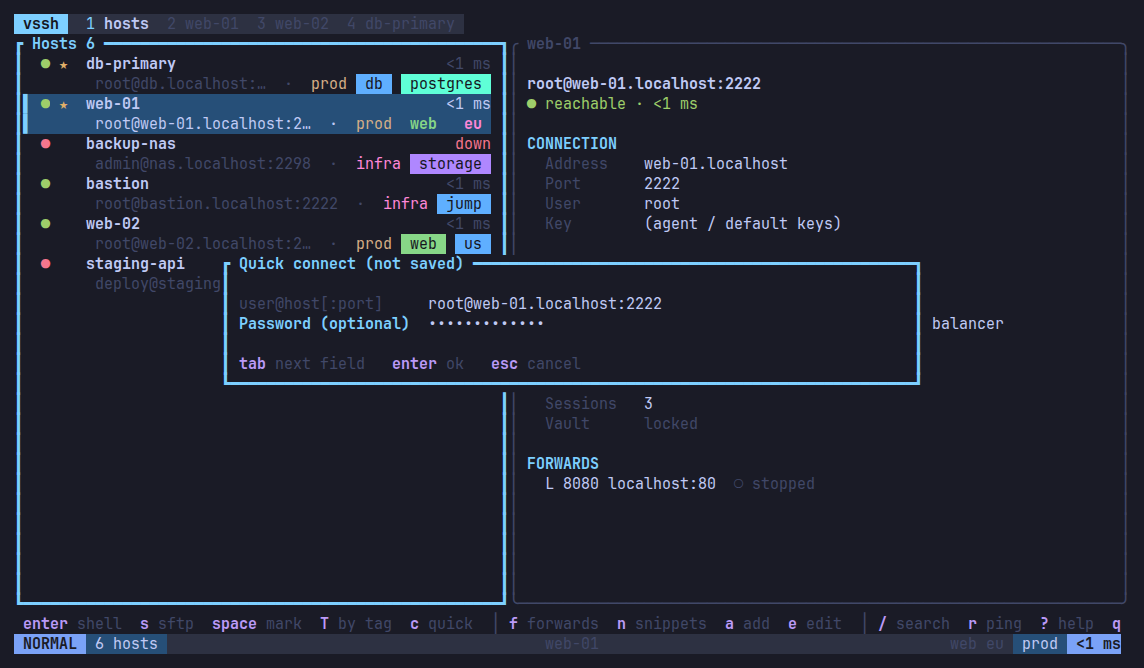 vssh 1 hosts 2 web-01 3 web-02 4 db-primary
Hosts 6
● ★ db-primary <1 ms
root@db.localhost:… · prod db postgres
● ★ web-01 <1 ms
root@web-01.localhost:2… · prod web eu
● backup-nas down
admin@nas.localhost:2298 · infra storage
● bastion <1 ms
root@bastion.localhost:2222 · infra jump
● web-02 <1 ms
root@web-02.localhost:2… · prod web us
● staging-api
deploy@staging
web-01
root@web-01.localhost:2222
● reachable · <1 ms
CONNECTION
Address web-01.localhost
Port 2222
User root
Key (agent / default keys)
Quick connect (not saved)
user@host[:port] root@web-01.localhost:2222
Password (optional) •••••••••••••
tab next field enter ok esc cancel
balancer
Sessions 3
Vault locked
FORWARDS
L 8080 localhost:80 ○ stopped
enter shell s sftp space mark T by tag c quick │ f forwards n snippets a add e edit │ / search r ping ? help q
NORMAL 6 hosts web-01 web eu prod <1 ms